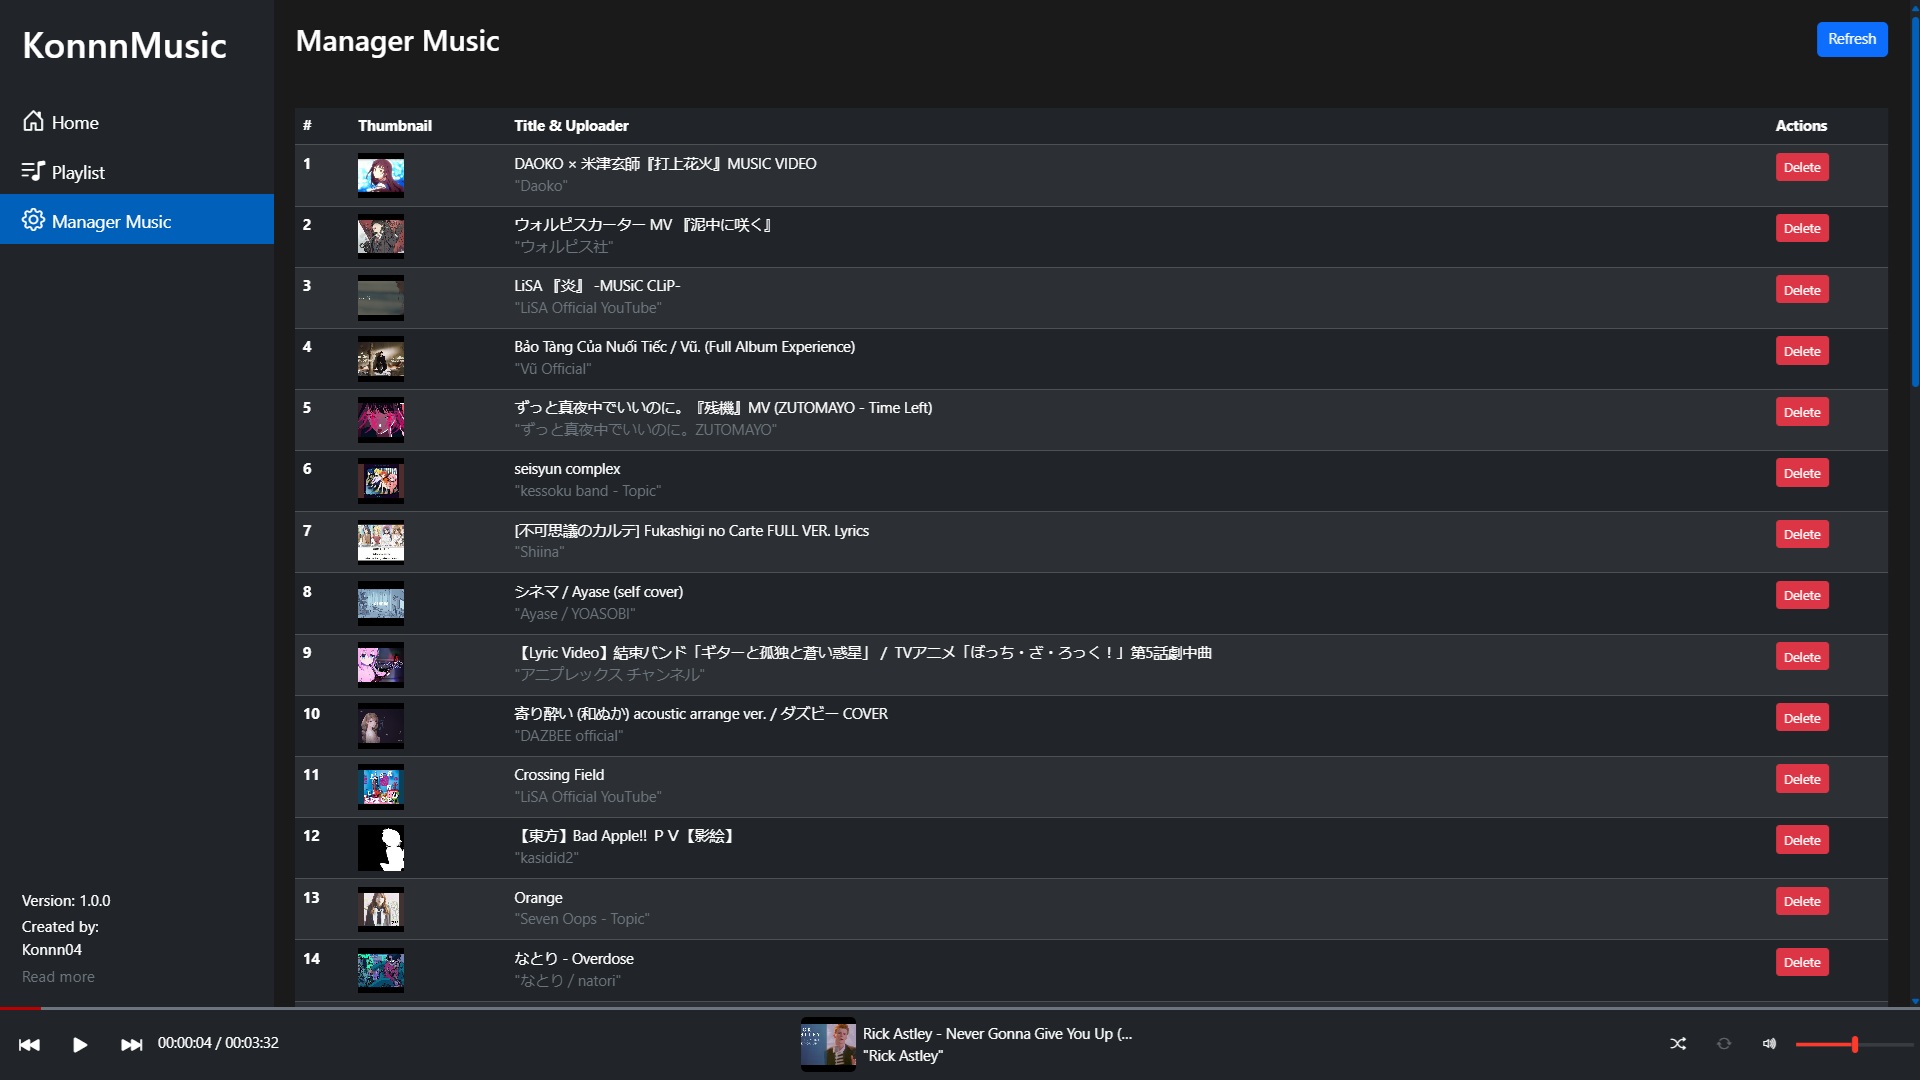 KonnnMusic
Home
Playlist
Manager Music
Version: 1.0.0
Created by:
Konnn04
Read more
Manager Music
Refresh
# Thumbnail Title & Uploader Actions
1 DAOKO × 米津玄師『打上花火』MUSIC VIDEO Delete
"Daoko"
2 ウォルピスカーター MV 『泥中に咲く』 Delete
"ウォルピス社"
3 LiSA 『炎』 -MUSiC CLiP- Delete
"LiSA Official YouTube"
4 Bảo Tàng Của Nuối Tiếc / Vũ. (Full Album Experience) Delete
"Vũ Official"
5 ずっと真夜中でいいのに。『残機』MV (ZUTOMAYO - Time Left) Delete
"ずっと真夜中でいいのに。ZUTOMAYO"
6 seisyun complex Delete
"kessoku band - Topic"
7 [不可思議のカルテ] Fukashigi no Carte FULL VER. Lyrics Delete
"Shiina"
8 シネマ / Ayase (self cover) Delete
"Ayase / YOASOBI"
9 【Lyric Video】結束バンド「ギターと孤独と蒼い惑星」 / TVアニメ「ぼっち・ざ・ろっく！」第5話劇中曲 Delete
"アニプレックス チャンネル"
10 寄り酔い (和ぬか) acoustic arrange ver. / ダズビー COVER Delete
"DAZBEE official"
11 Crossing Field Delete
"LiSA Official YouTube"
12 【東方】Bad Apple!! ＰＶ【影絵】 Delete
"kasidid2"
13 Orange Delete
"Seven Oops - Topic"
14 なとり - Overdose Delete
"なとり / natori"
00:00:04 / 00:03:32
Rick Astley - Never Gonna Give You Up (...
"Rick Astley"